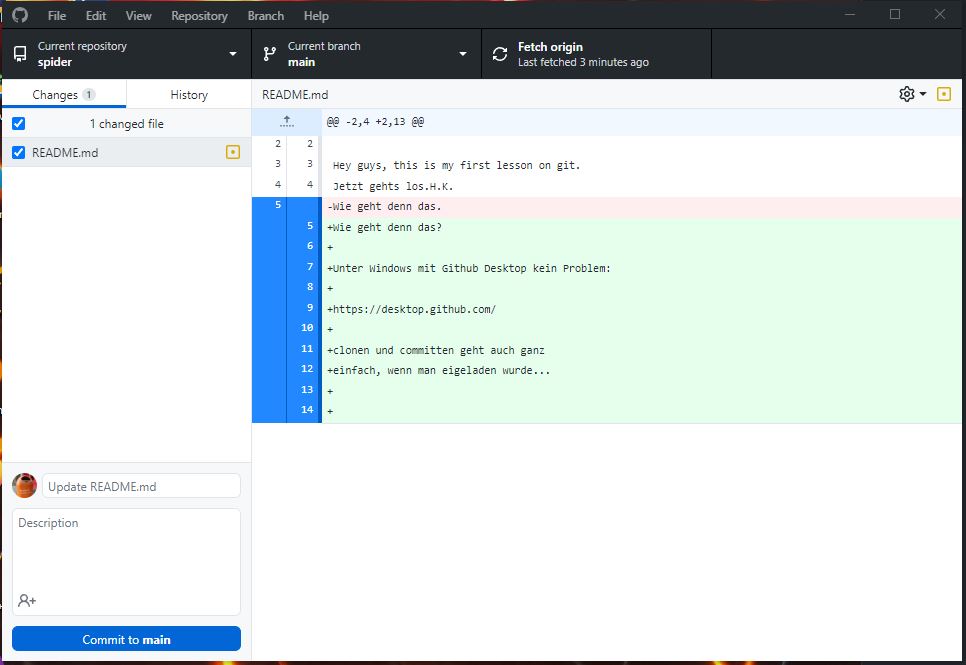 File Edit View Repository Branch Help
Current repository
spider
Current branch
main
Fetch origin
Last fetched 3 minutes ago
Changes 1 History
README.md
1 changed file
README.md
@@ -2,4 +2,13 @@
2 2
3 3 Hey guys, this is my first lesson on git.
4 4 Jetzt gehts los.H.K.
5 -Wie geht denn das.
5 +Wie geht denn das?
6 +
7 +Unter Windows mit Github Desktop kein Problem:
8 +
9 +https://desktop.github.com/
10 +
11 +clonen und committen geht auch ganz
12 +einfach, wenn man eigeladen wurde...
13 +
14 +
Update README.md
Description
Commit to main